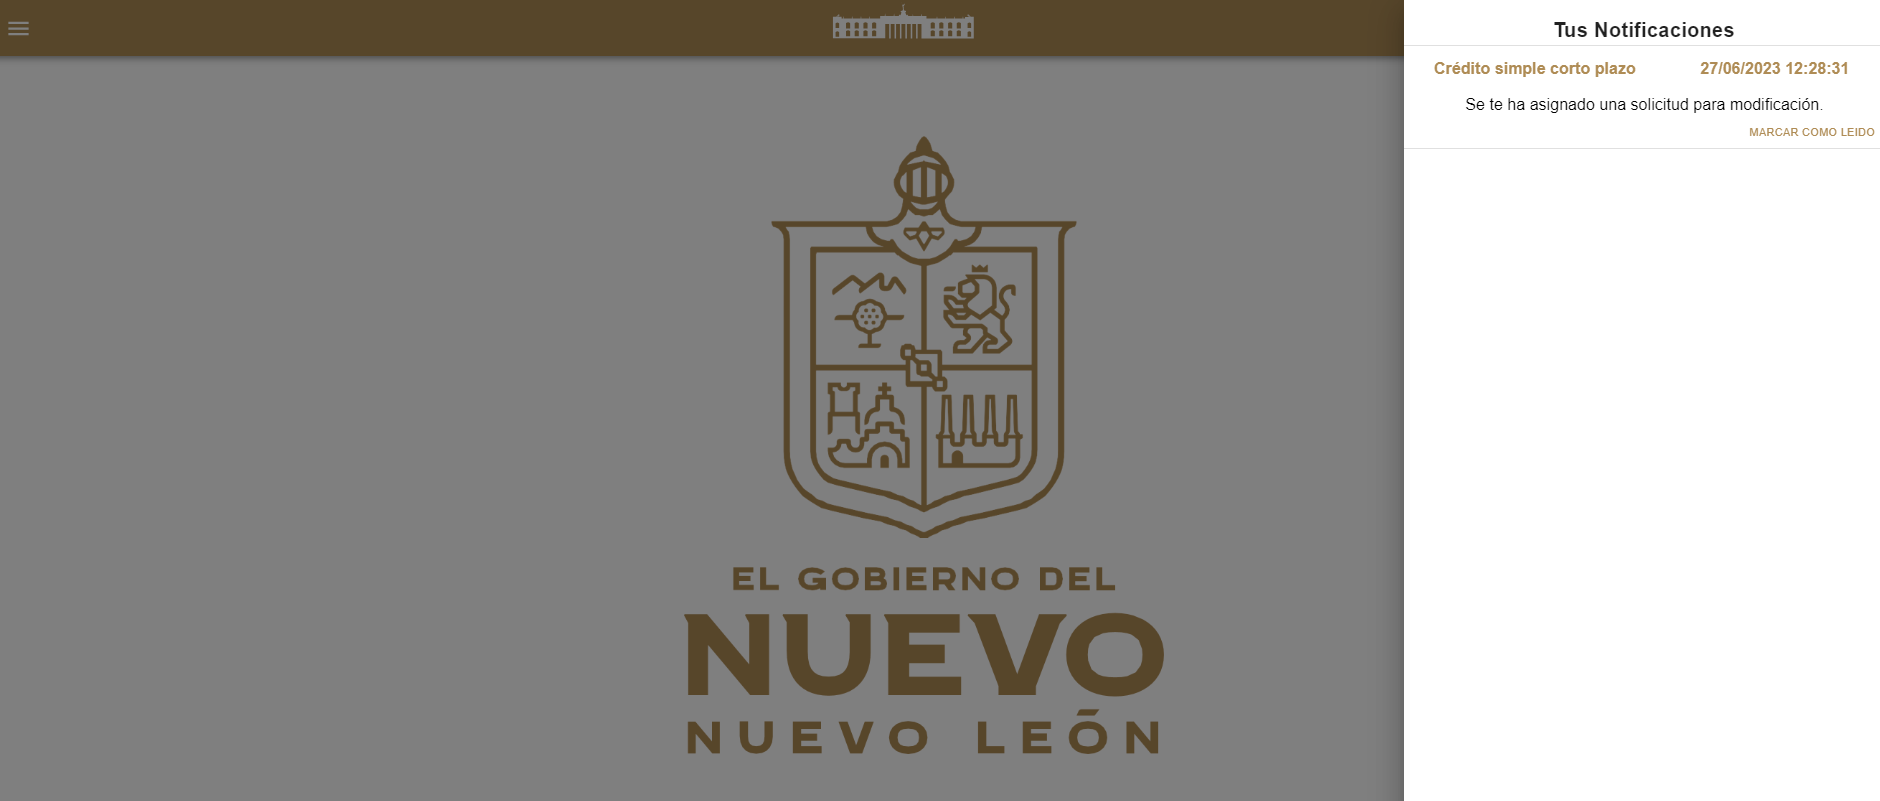 Tus Notificaciones
Crédito simple corto plazo 27/06/2023 12:28:31
Se te ha asignado una solicitud para modificación.
MARCAR COMO LEIDO
EL GOBIERNO DEL
NUEVO
NUEVO LEÓN